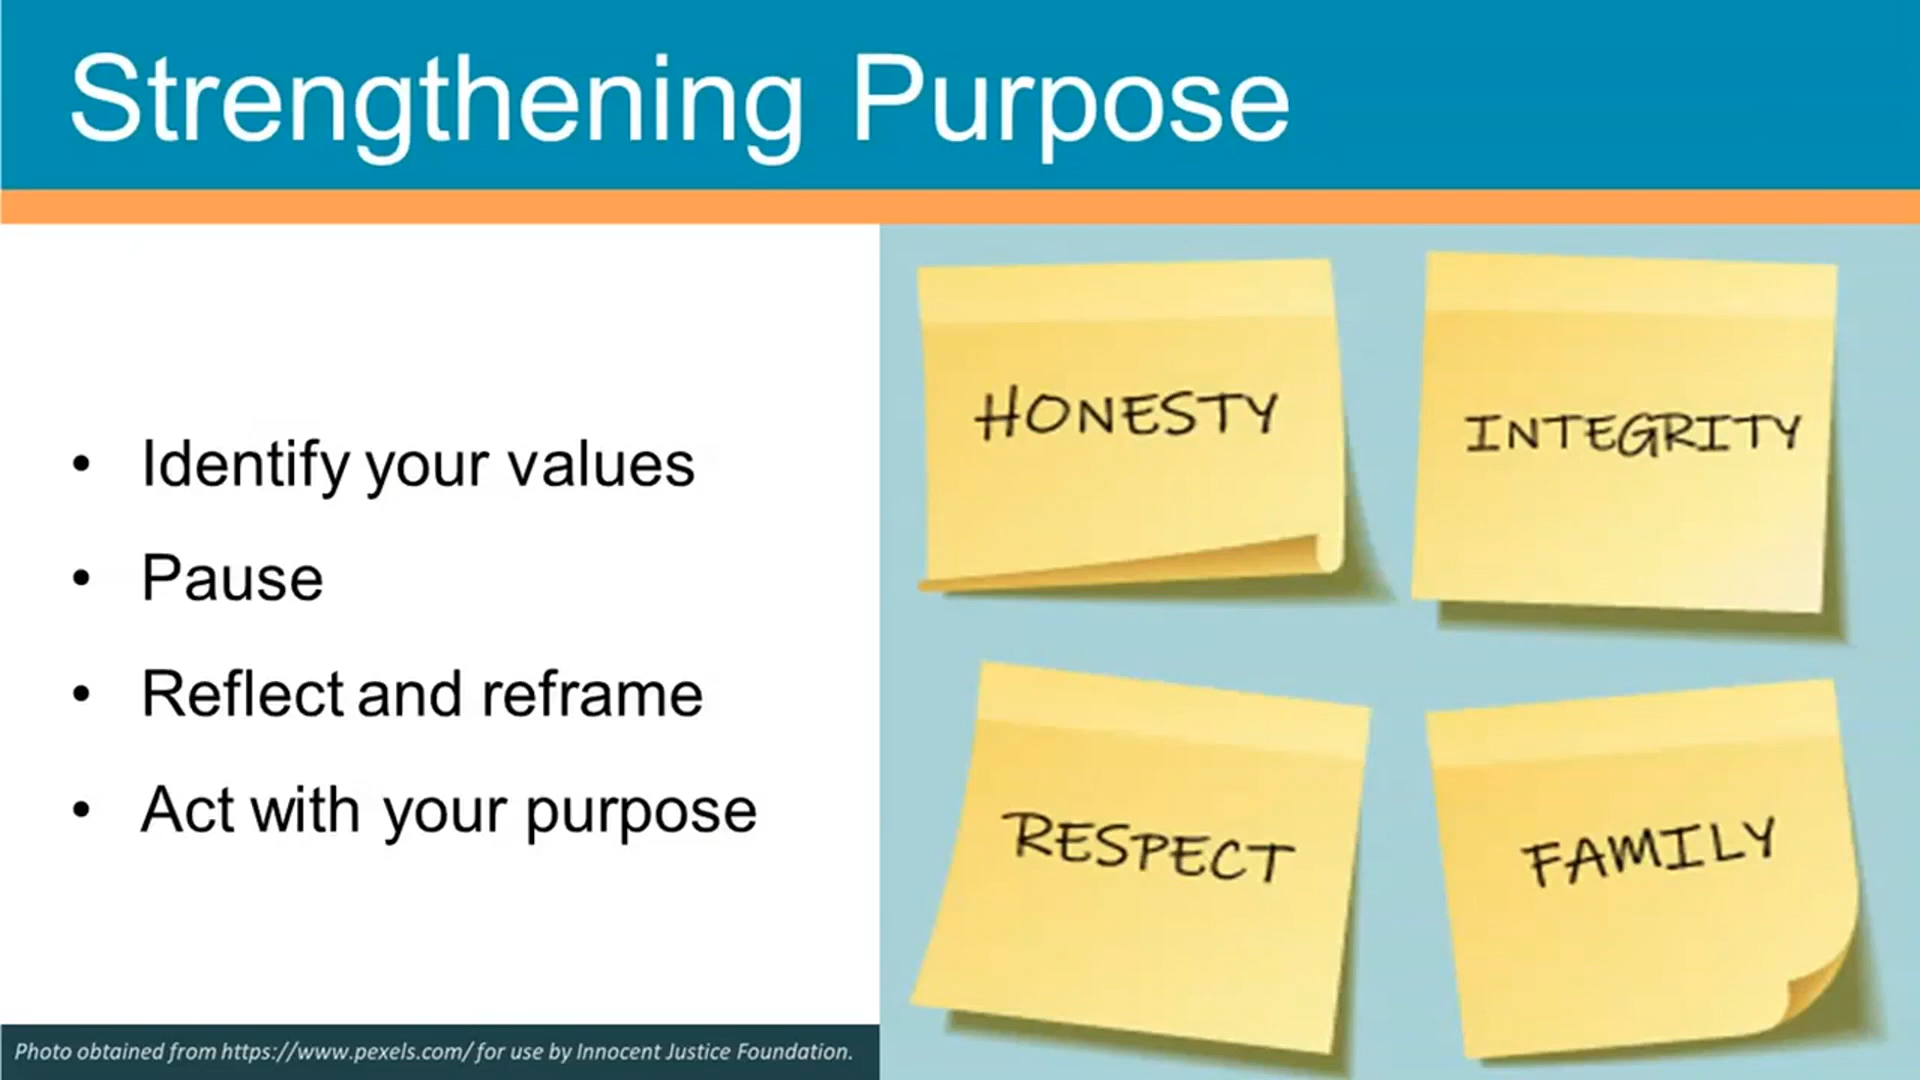 Strengthening Purpose
• Identify your values
• Pause
• Reflect and reframe
• Act with your purpose
HONESTY
INTEGRITY
RESPECT
FAMILY
Photo obtained from https://www.pexels.com/ for use by Innocent Justice Foundation.